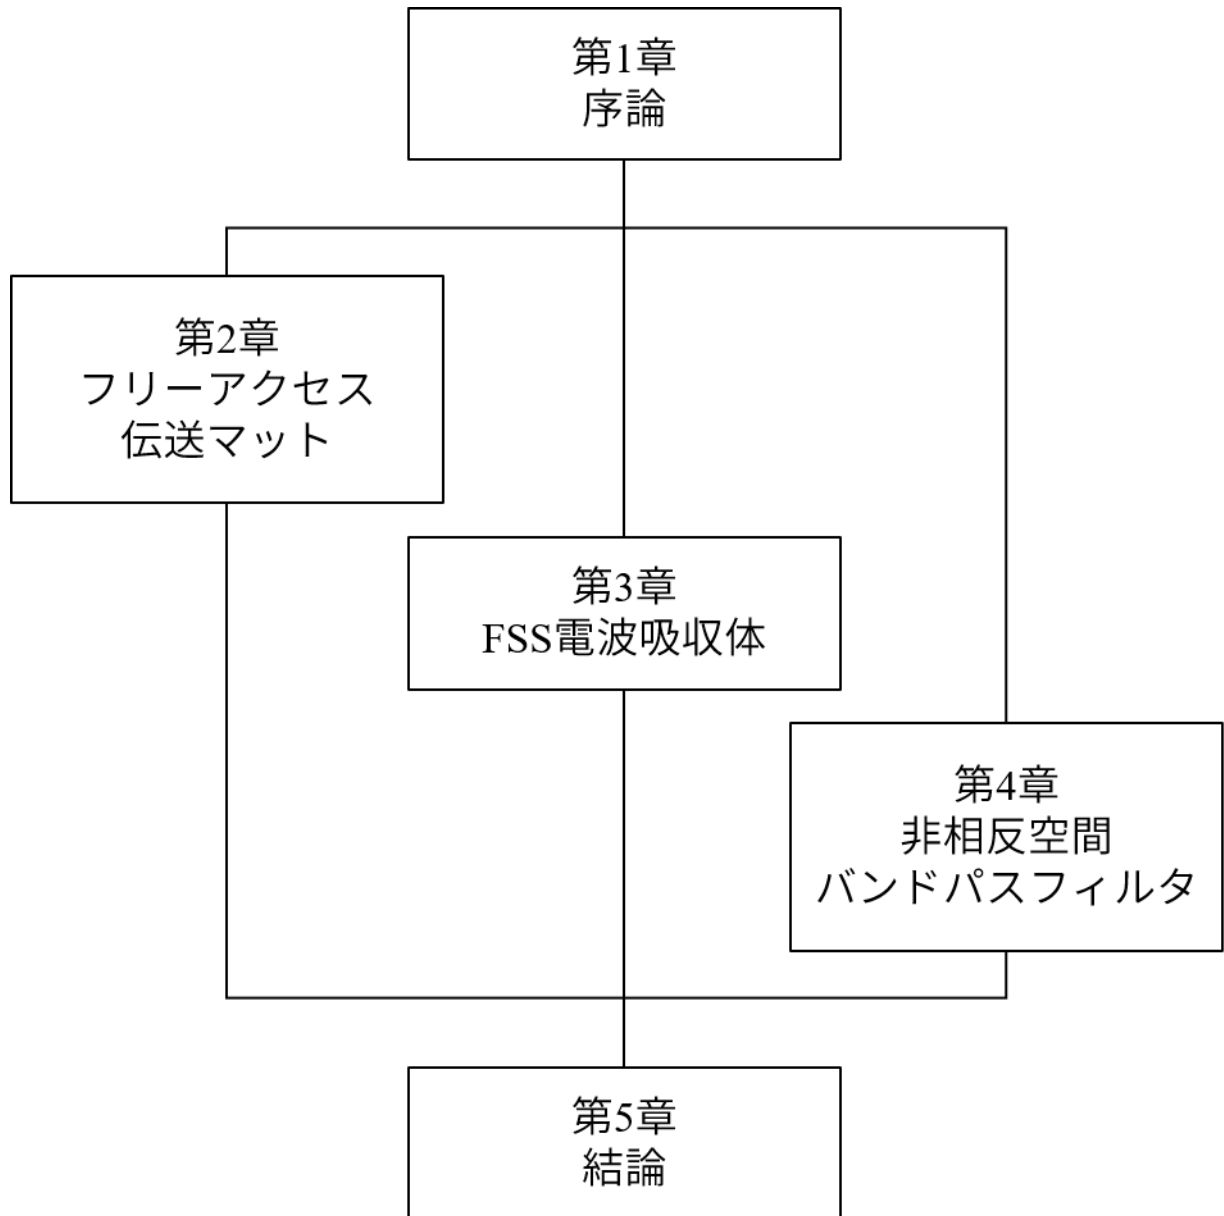 第1章
序論
第2章
フリーアクセス
伝送マット
第3章
FSS電波吸収体
第4章
非相反空間
バンドパスフィルタ
第5章
結論